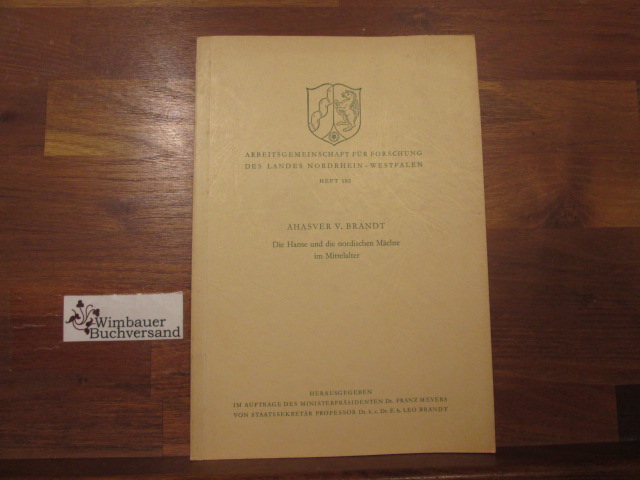 ARBEITSGEMEINSCHAFT FÜR FORSCHUNG
DES LANDES NORDRHEIN-WESTFALEN
HEFT
AHASVER V. BRANDT
Die Hanse und die nordischen Mächte
im Mittelalter
Wimbauer
Buchversand
HERAUSGEGEBEN
IM AUFTRAGE DES MINISTERPRÄSIDENTEN Dr. FRANZ MEYERS
VON STAATSSEKRETÄR PROFESSOR Dr. h. c. Dr. E. h. LEO BRANDT